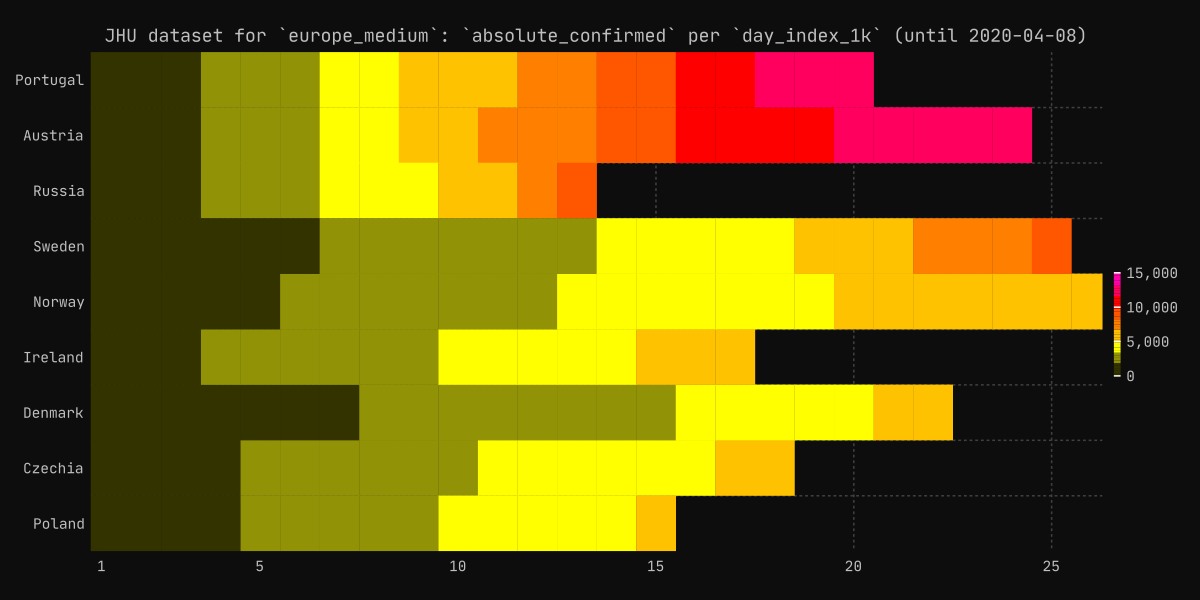 JHU dataset for `europe_medium`: `absolute_confirmed` per `day_index_1k` (until 2020-04-08)
Portugal
Austria
Russia
Sweden
Norway
Ireland
Denmark
Czechia
Poland
15,000
10,000
5,000
0
1 5 10 15 20 25